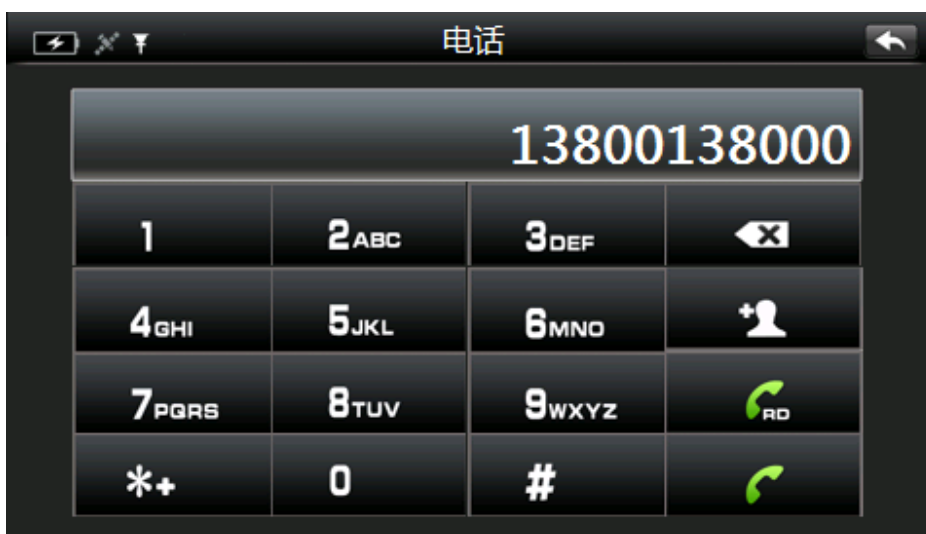 电话
13800138000
1 2ABC 3DEF
4GHI 5JKL 6MNO
7PQRS 8TUV 9WXYZ RD
*+ 0 #